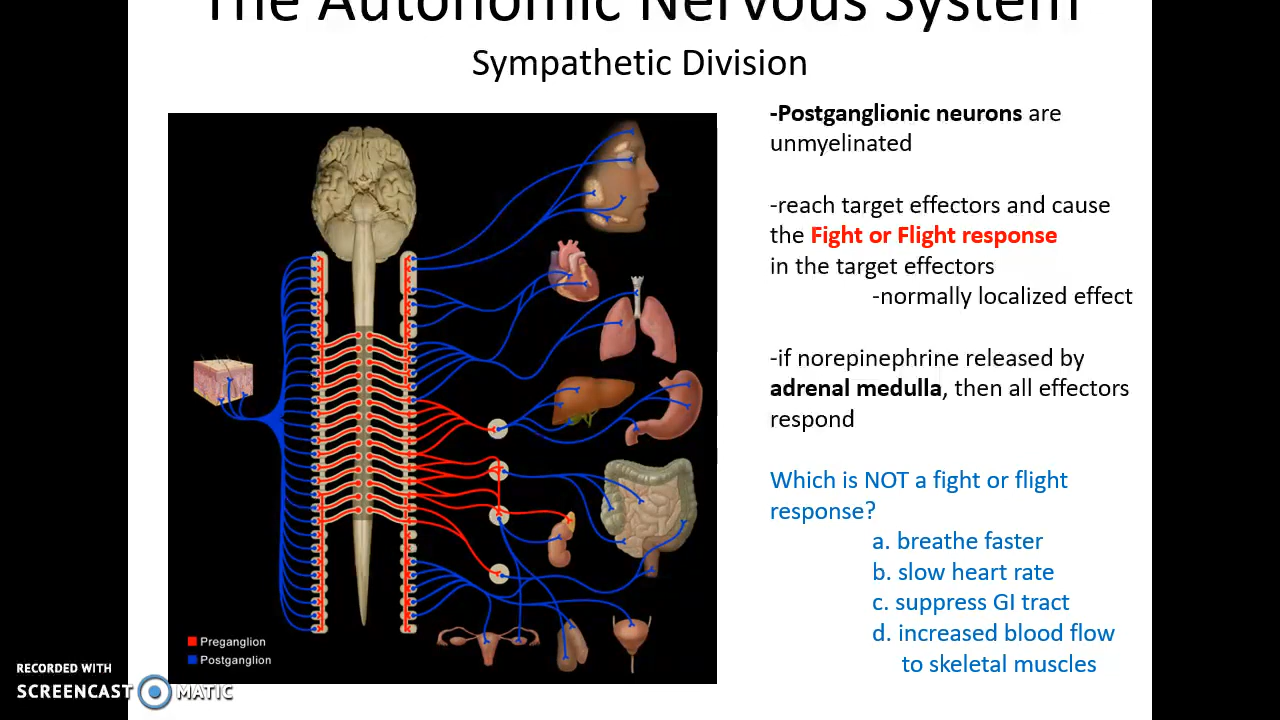 The Autonomic Nervous System
Sympathetic Division
-Postganglionic neurons are
unmyelinated
-reach target effectors and cause
the Fight or Flight response
in the target effectors
-normally localized effect
-if norepinephrine released by
adrenal medulla, then all effectors
respond
Which is NOT a fight or flight
response?
a. breathe faster
b. slow heart rate
c. suppress GI tract
d. increased blood flow
to skeletal muscles
Preganglion
Postganglion
RECORDED WITH
SCREENCAST MATIC